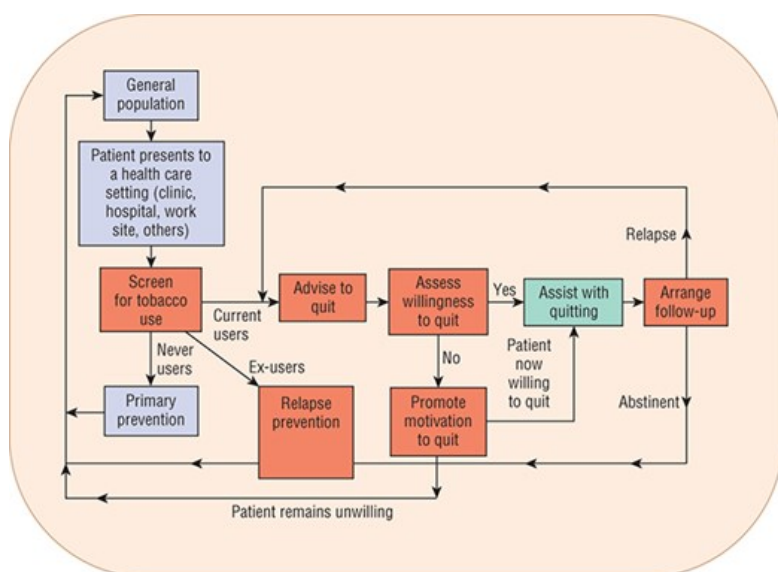 General
population
Patient presents to
a health care
setting (clinic,
hospital, work
site, others)
Relapse
Screen
for tobacco
use
Current
users
Advise to
quit
Assess
willingness
to quit
Yes
Assist with
quitting
Arrange
follow-up
Never
users
Ex-users
No
Patient
now
willing
to quit
Abstinent
Primary
prevention
Relapse
prevention
Promote
motivation
to quit
Patient remains unwilling